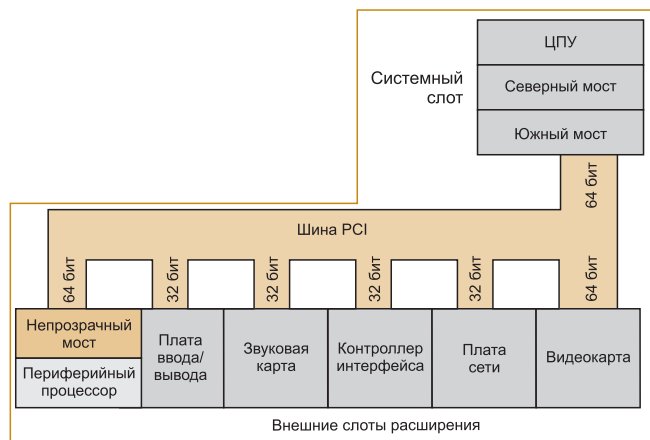 ЦПУ
Системный
слот
Северный мост
Южный мост
64 бит
Шина PCI
64 бит
32 бит
32 бит
32 бит
32 бит
64 бит
Непрозрачный
мост
Периферийный
процессор
Плата
ввода/
вывода
Звуковая
карта
Контроллер
интерфейса
Плата
сети
Видеокарта
Внешние слоты расширения